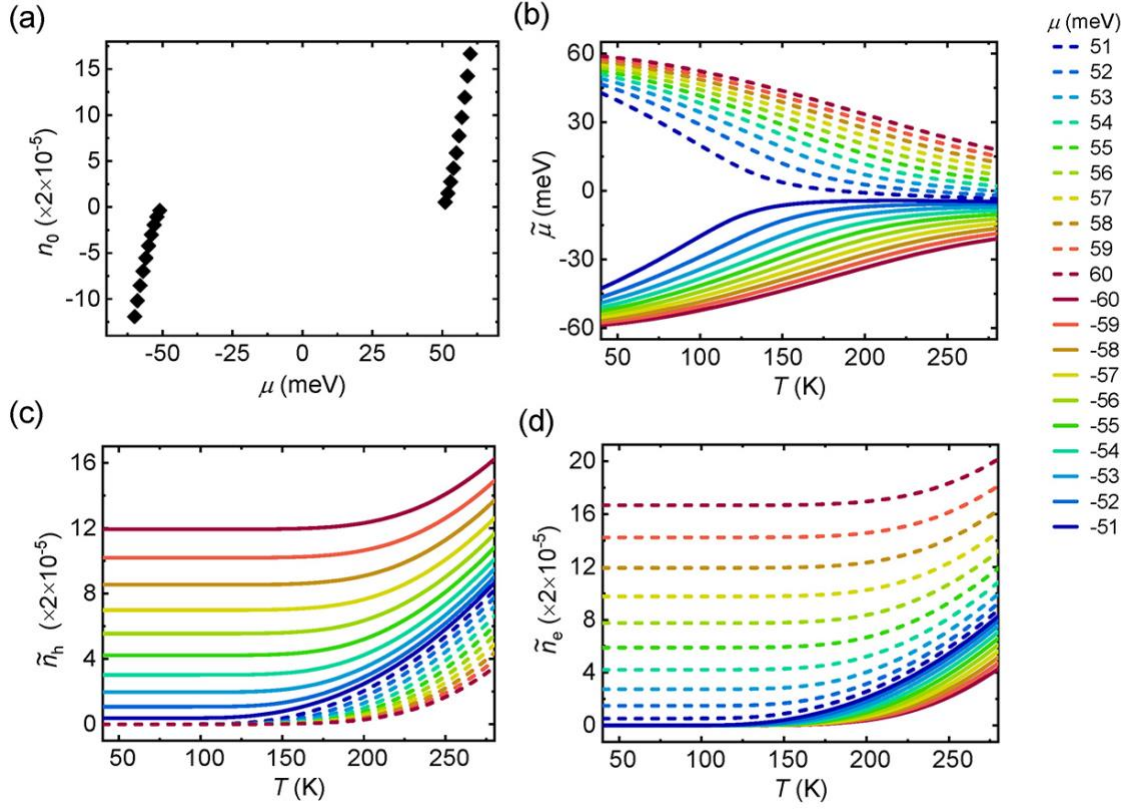 (a)
15
10
5
0
-5
-10
n₀ (×2×10⁻⁵)
-50 -25 0 25 50
μ (meV)
(b)
60
30
0
-30
-60
μ̃ (meV)
50 100 150 200 250
T (K)
μ (meV)
51
52
53
54
55
56
57
58
59
60
-60
-59
-58
-57
-56
-55
-54
-53
-52
-51
(c)
16
12
8
4
0
ñₕ (×2×10⁻⁵)
50 100 150 200 250
T (K)
(d)
20
16
12
8
4
0
ñₑ (×2×10⁻⁵)
50 100 150 200 250
T (K)